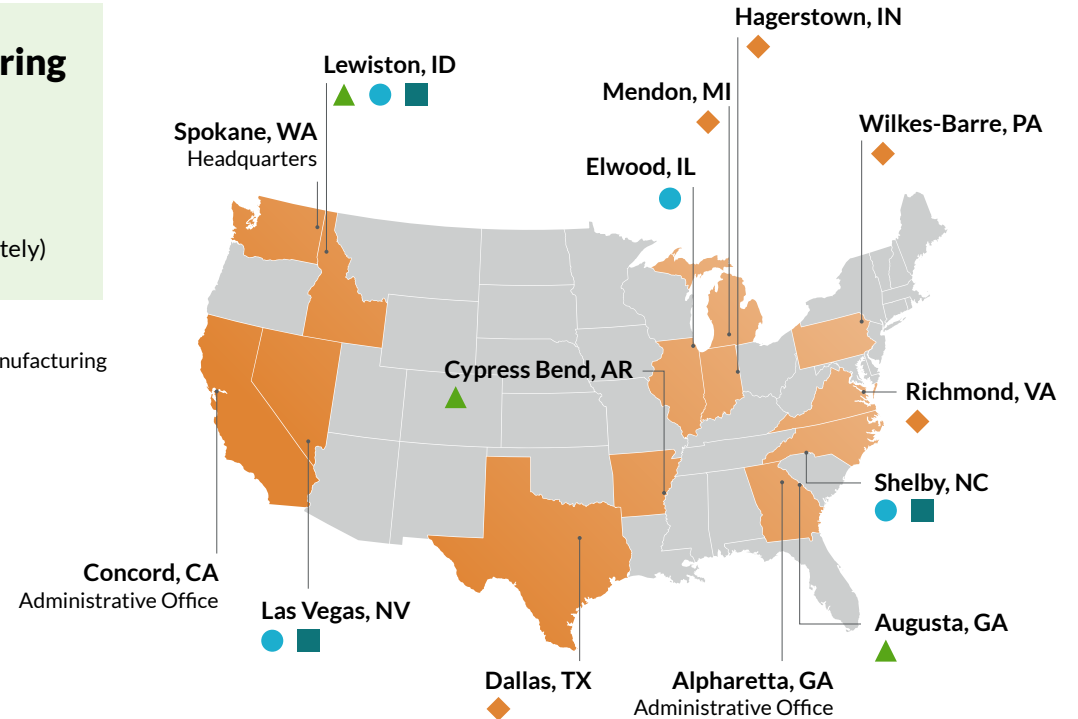 ring
tely)
nufacturing
Hagerstown, IN
Lewiston, ID
Mendon, MI
Spokane, WA
Headquarters
Wilkes-Barre, PA
Elwood, IL
Cypress Bend, AR
Richmond, VA
Shelby, NC
Concord, CA
Administrative Office
Las Vegas, NV
Augusta, GA
Dallas, TX
Alpharetta, GA
Administrative Office